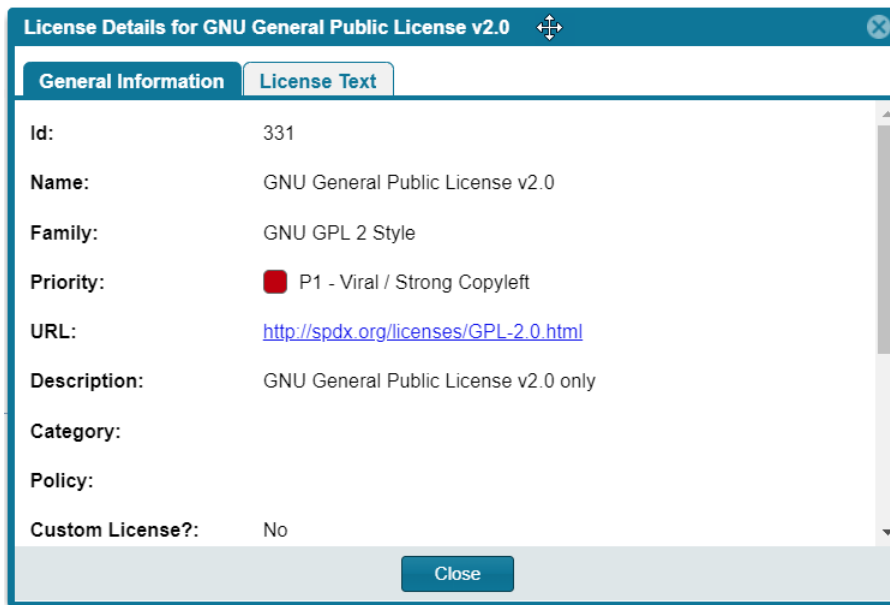 License Details for GNU General Public License v2.0
General Information License Text
Id: 331
Name: GNU General Public License v2.0
Family: GNU GPL 2 Style
Priority: P1 - Viral / Strong Copyleft
URL: http://spdx.org/licenses/GPL-2.0.html
Description: GNU General Public License v2.0 only
Category:
Policy:
Custom License?: No
Close